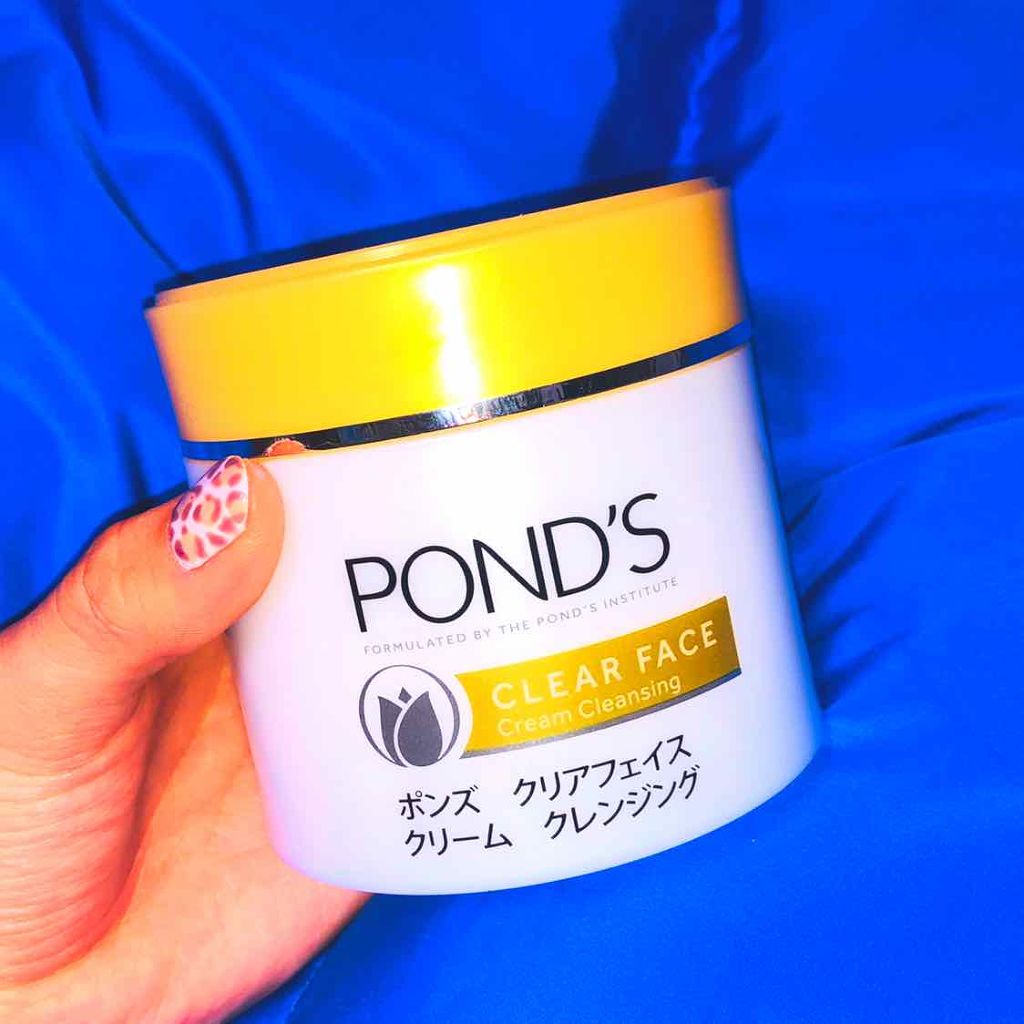 POND'S
FORMULATED BY THE POND'S INSTITUTE
CLEAR FACE
Cream Cleansing
ポンズ クリアフェイス
クリーム クレンジング